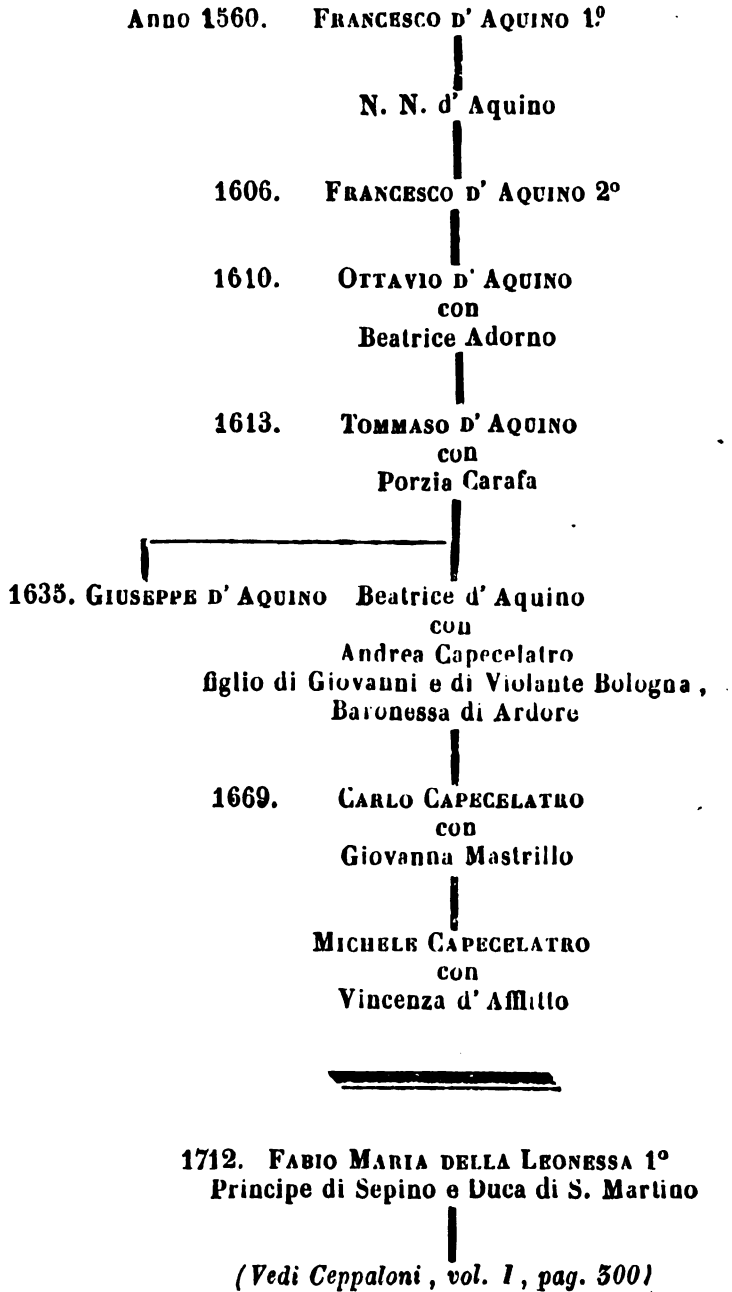 Anno 1560. FRANCESCO D' AQUINO 1º
N. N. d' Aquino
1606. FRANCESCO D' AQUINO 2º
1610. OTTAVIO D' AQUINO
con
Beatrice Adorno
1613. TOMMASO D' AQUINO
con
Porzia Carafa
1635. GIUSEPPE D' AQUINO Beatrice d' Aquino
con
Andrea Capecelatro
figlio di Giovanni e di Violante Bologna,
Baronessa di Ardore
1669. CARLO CAPECELATRO
con
Giovanna Mastrillo
MICHELE CAPECELATRO
con
Vincenza d' Afflitto
1712. FABIO MARIA DELLA LEONESSA 1º
Principe di Sepino e Duca di S. Martino
(Vedi Ceppaloni, vol. I, pag. 300)